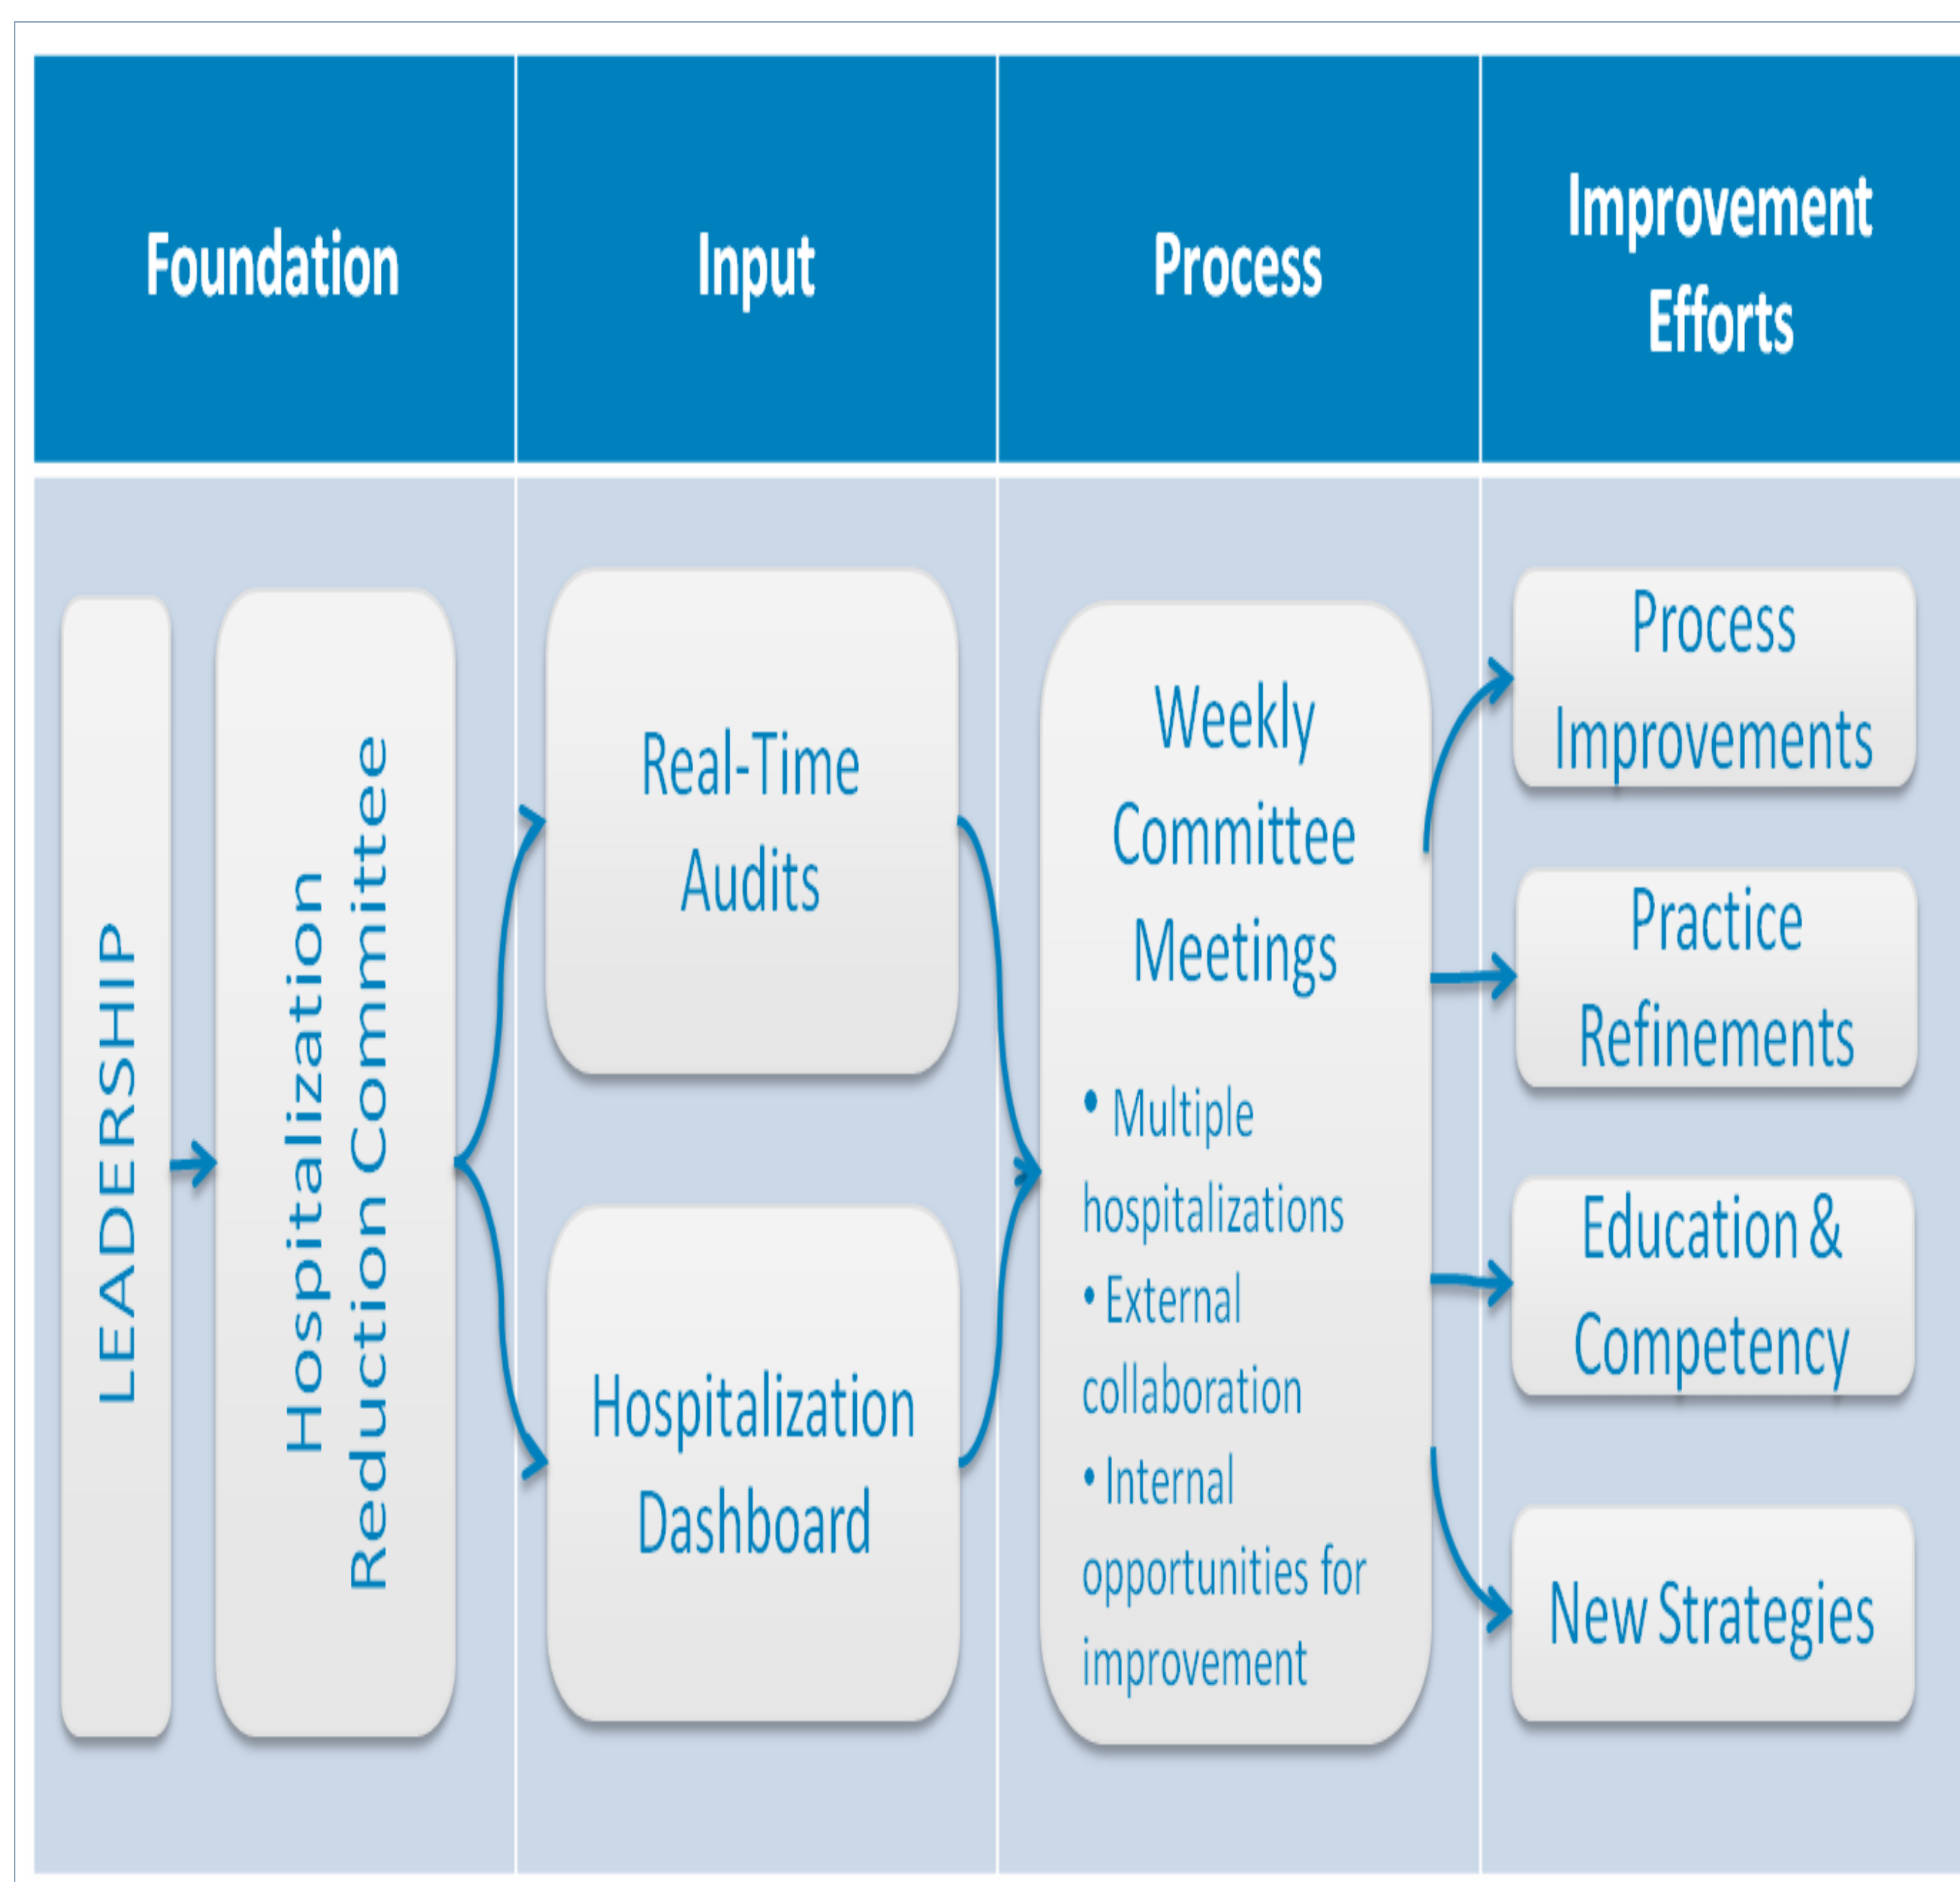 Foundation
Input
Process
Improvement
Efforts
LEADERSHIP
Hospitalization
Reduction Committee
Real-Time
Audits
Hospitalization
Dashboard
Weekly
Committee
Meetings
• Multiple
hospitalizations
• External
collaboration
• Internal
opportunities for
improvement
Process
Improvements
Practice
Refinements
Education &
Competency
New Strategies